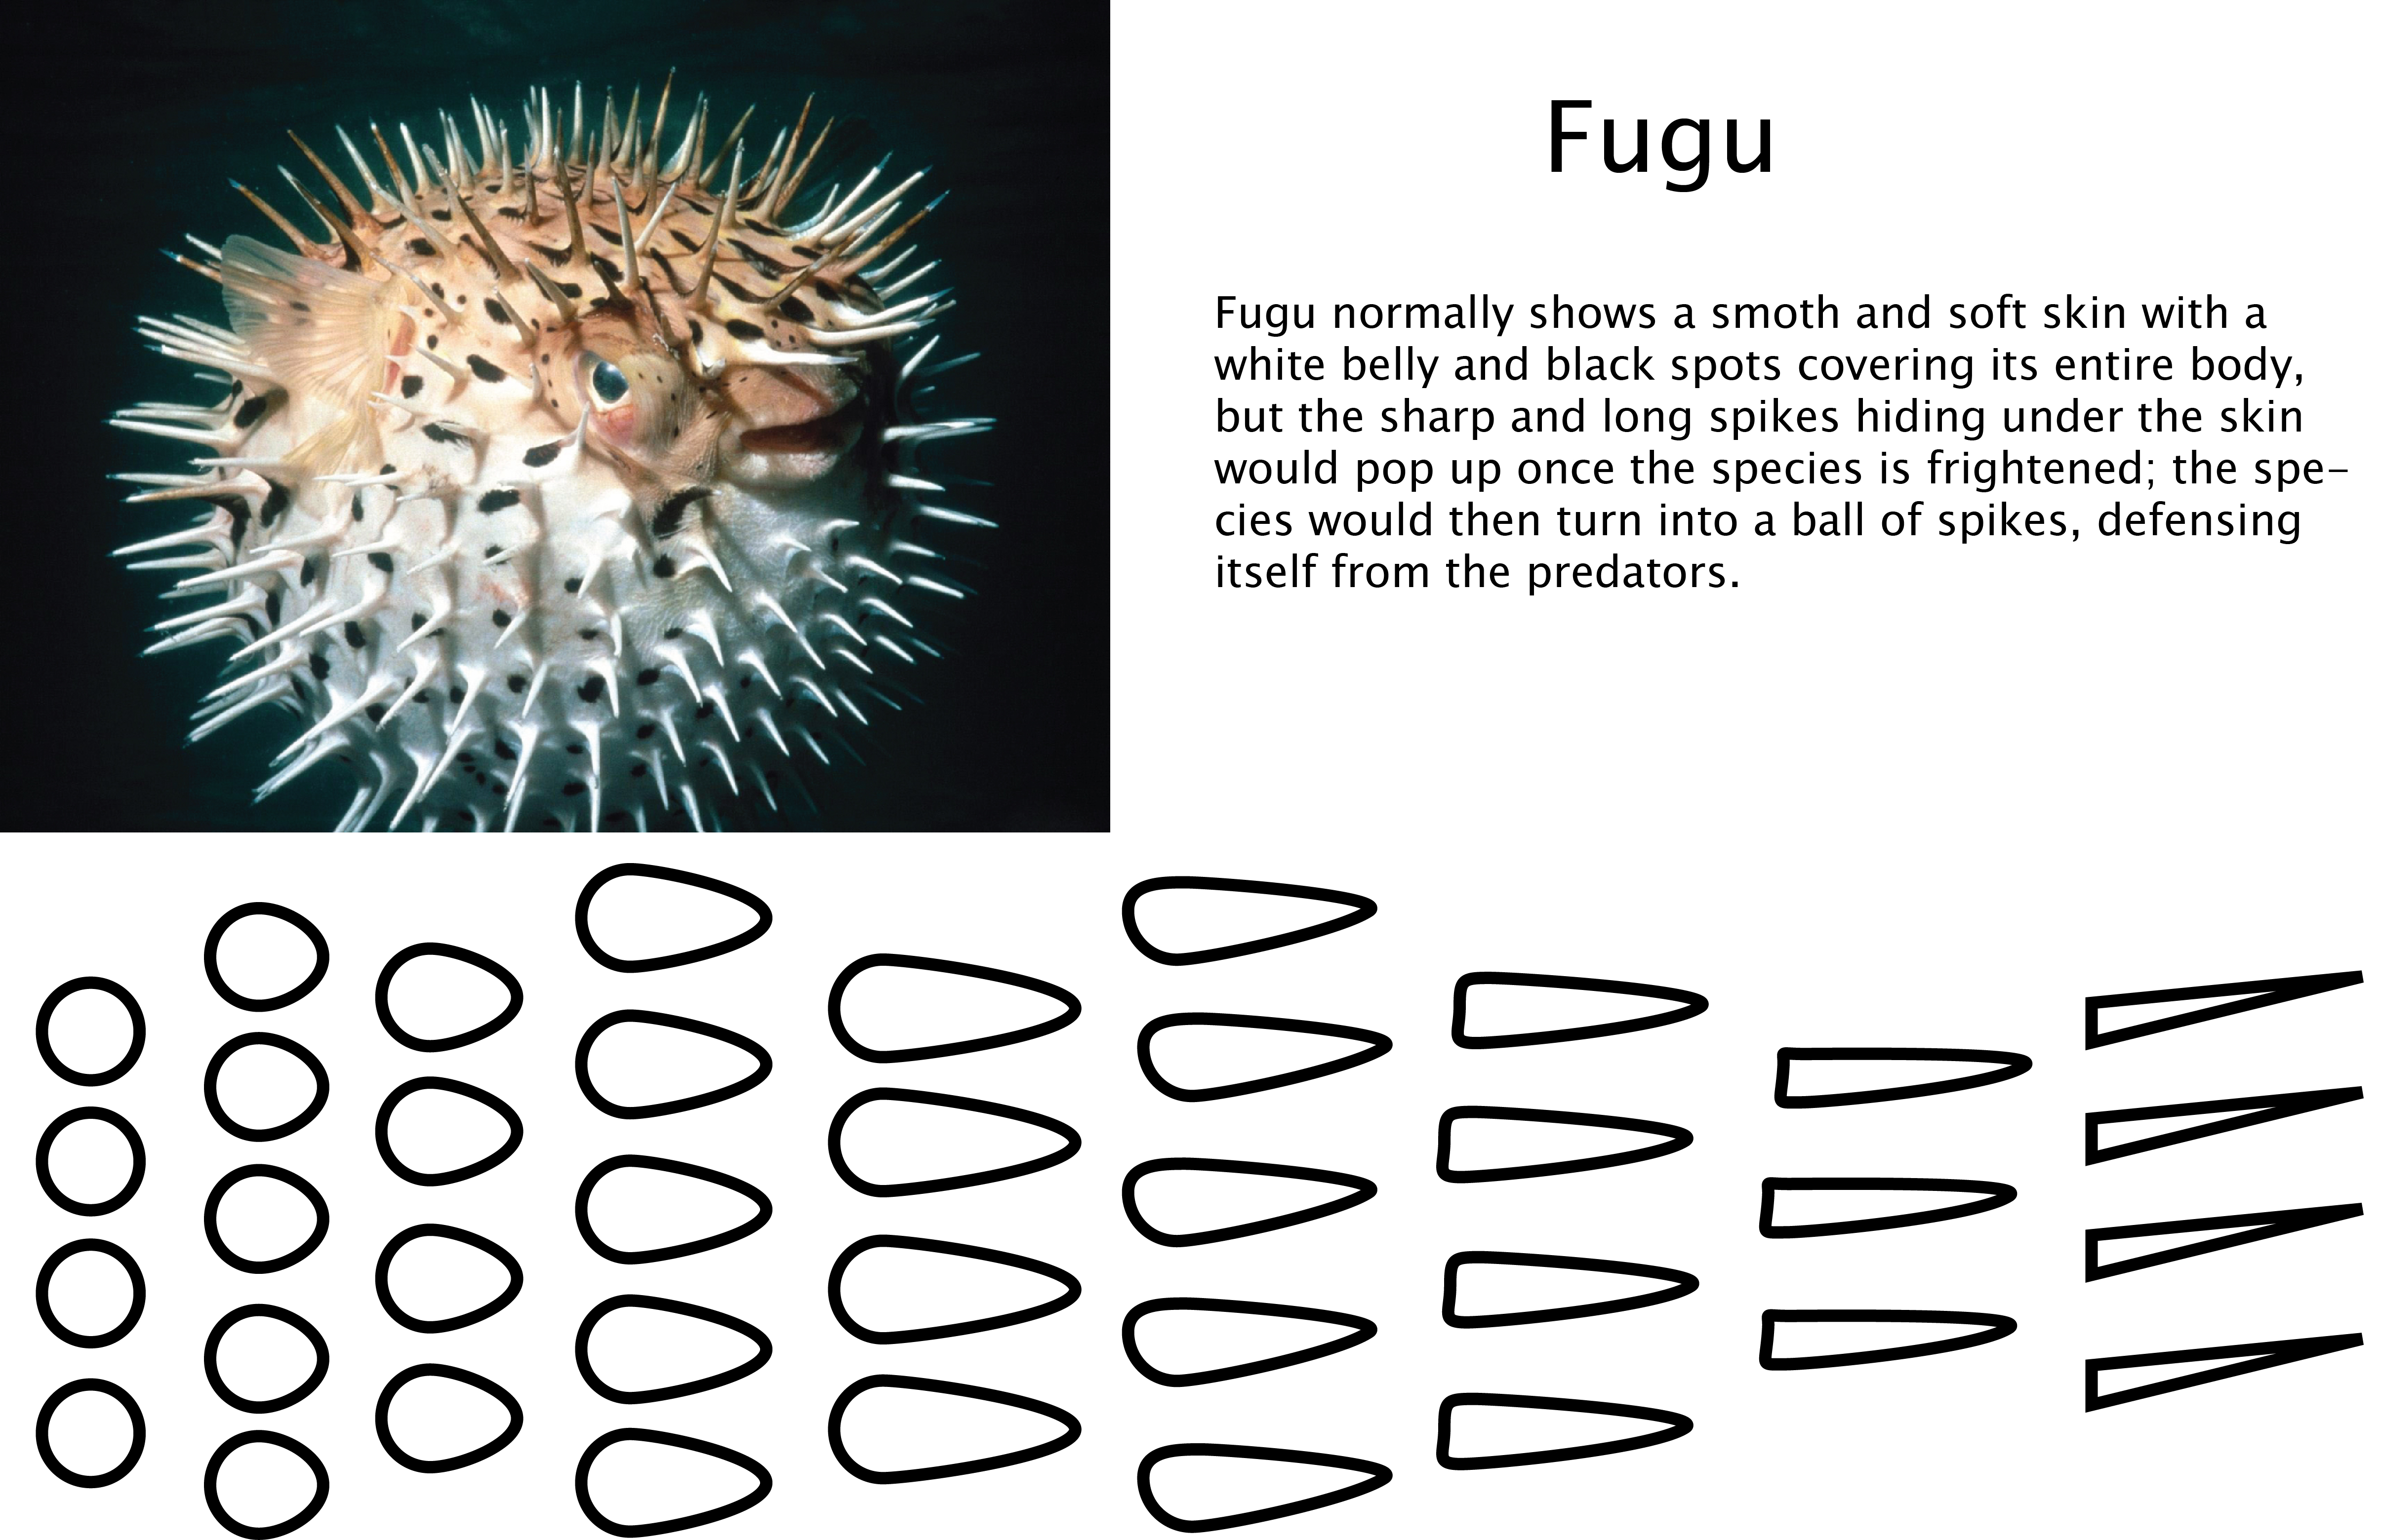 Fugu
Fugu normally shows a smoth and soft skin with a
white belly and black spots covering its entire body,
but the sharp and long spikes hiding under the skin
would pop up once the species is frightened; the spe-
cies would then turn into a ball of spikes, defensing
itself from the predators.